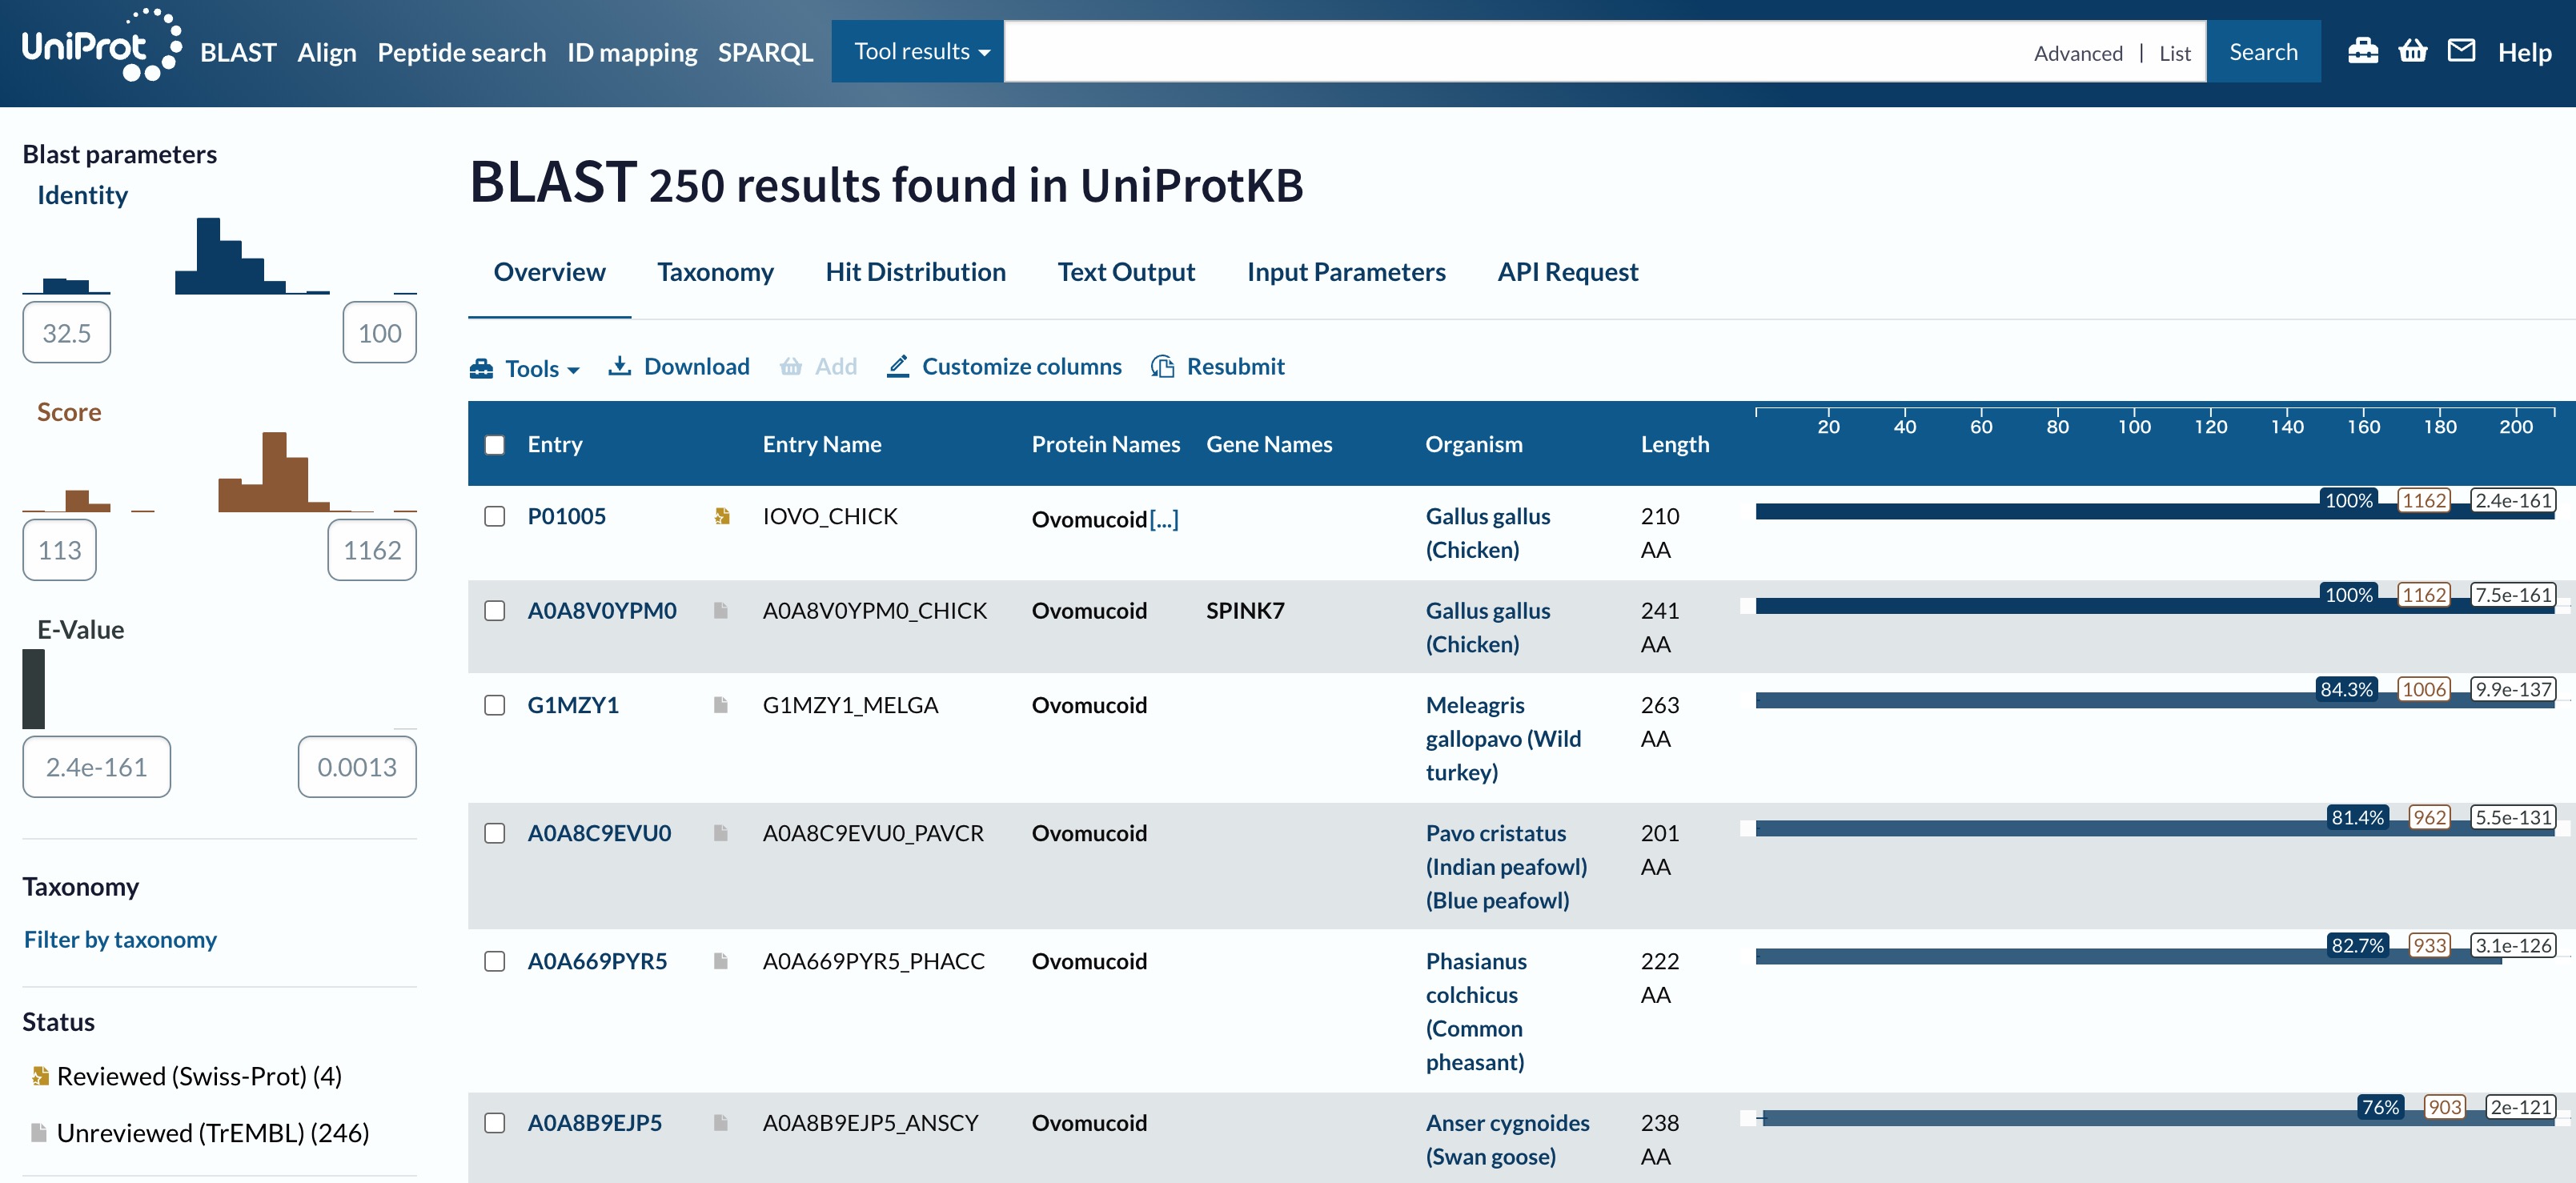 UniProt BLAST Align Peptide search ID mapping SPARQL Tool results Advanced | List Search Help
Blast parameters
Identity
32.5 100
Score
113 1162
E-Value
2.4e-161 0.0013
Taxonomy
Filter by taxonomy
Status
Reviewed (Swiss-Prot) (4)
Unreviewed (TrEMBL) (246)
BLAST 250 results found in UniProtKB
Overview Taxonomy Hit Distribution Text Output Input Parameters API Request
Tools Download Add Customize columns Resubmit
Entry Entry Name Protein Names Gene Names Organism Length 20 40 60 80 100 120 140 160 180 200
P01005 IOVO_CHICK Ovomucoid[...] Gallus gallus 210 100% 1162 2.4e-161
(Chicken) AA
A0A8V0YPM0 A0A8V0YPM0_CHICK Ovomucoid SPINK7 Gallus gallus 241 100% 1162 7.5e-161
(Chicken) AA
G1MZY1 G1MZY1_MELGA Ovomucoid Meleagris 263 84.3% 1006 9.9e-137
gallopavo (Wild AA
turkey)
A0A8C9EVU0 A0A8C9EVU0_PAVCR Ovomucoid Pavo cristatus 201 81.4% 962 5.5e-131
(Indian peafowl) AA
(Blue peafowl)
A0A669PYR5 A0A669PYR5_PHACC Ovomucoid Phasianus 222 82.7% 933 3.1e-126
colchicus AA
(Common
pheasant)
A0A8B9EJP5 A0A8B9EJP5_ANSCY Ovomucoid Anser cygnoides 238 76% 903 2e-121
(Swan goose) AA